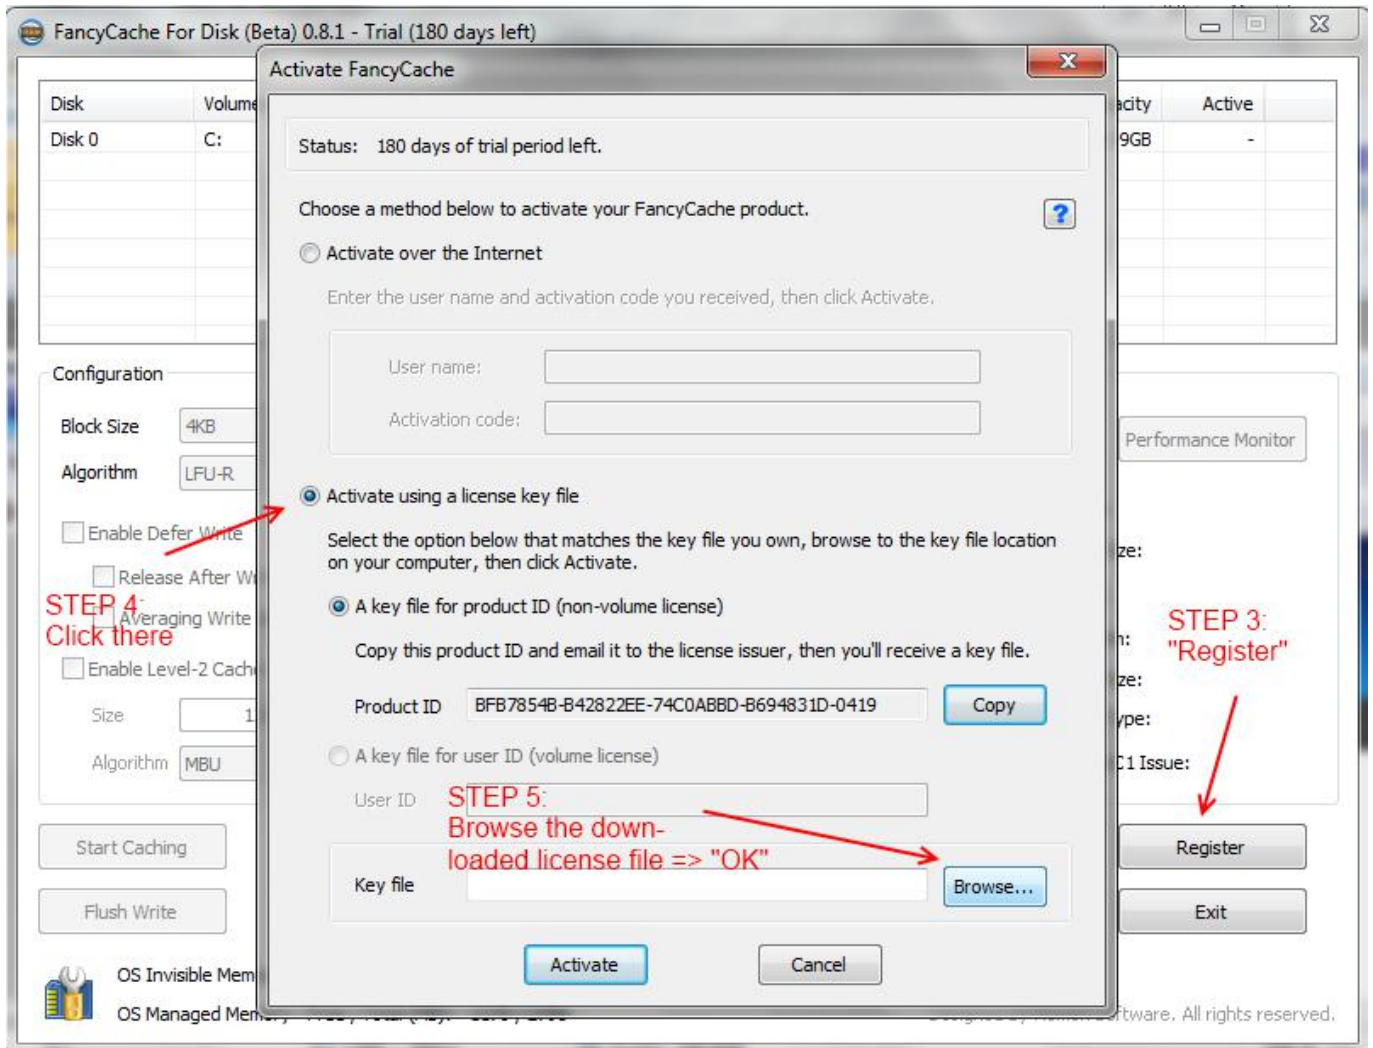 FancyCache For Disk (Beta) 0.8.1 - Trial (180 days left)
Activate FancyCache
Disk Volume
Active
Disk 0 C: 9GB -
Status: 180 days of trial period left.
Choose a method below to activate your FancyCache product.
?
Activate over the Internet
Enter the user name and activation code you received, then click Activate.
User name:
Activation code:
Configuration
Block Size 4KB
Algorithm LFU-R
Performance Monitor
Activate using a license key file
Select the option below that matches the key file you own, browse to the key file location
on your computer, then click Activate.
Enable Defer Write
Release After
Averaging Write
Enable Level-2
Size
Algorithm MBU
STEP 4:
Click there
A key file for product ID (non-volume license)
Copy this product ID and email it to the license issuer, then you'll receive a key file.
Product ID BFB7854B-B42822EE-74C0ABBD-B694831D-0419 Copy
A key file for user ID (volume license)
User ID
STEP 5:
Browse the down-
loaded license file => "OK"
Key file Browse...
Activate Cancel
STEP 3:
"Register"
C1 Issue:
Start Caching
Flush Write
Register
Exit
OS Invisible
OS Managed
Software. All rights reserved.